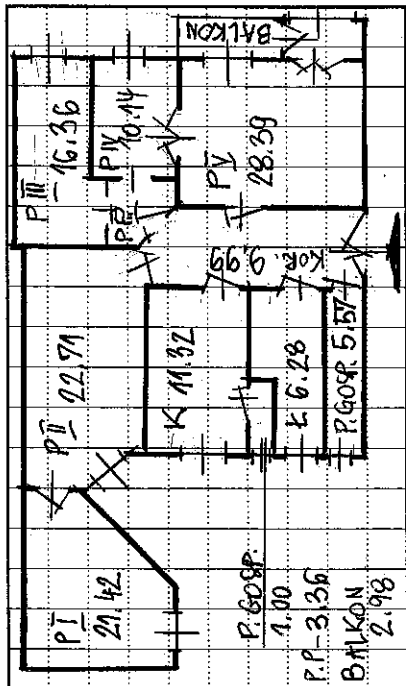 BALKON
P III - 16.36
P IV
10.14
P.P.
P V
28.39
P II
22.71
K 11.32
KOR. 9.99
Ł 6.28
P.GOSP. 5.57
P I
21.42
P.GOSP.
1.00
P.P - 3.36
BALKON
2.98